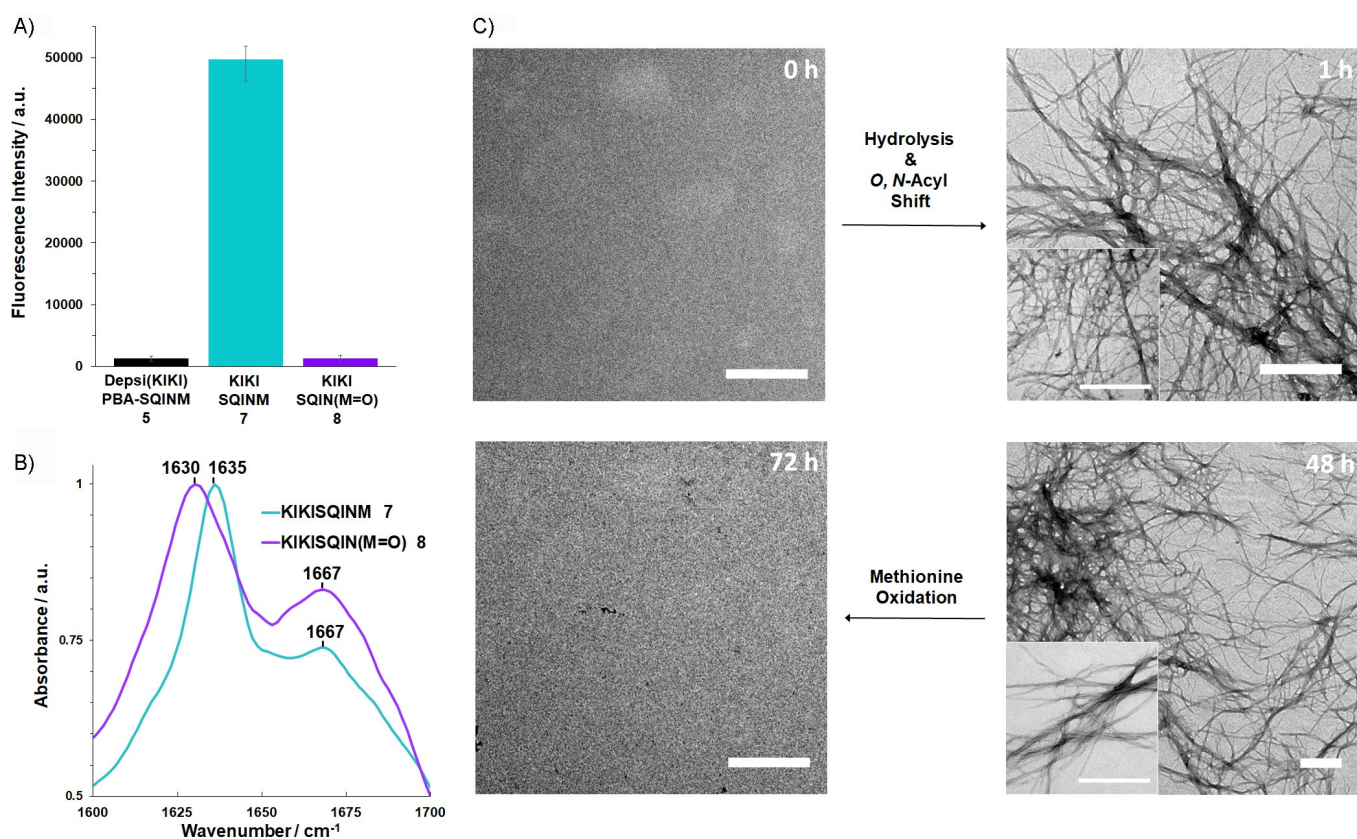 A)
Fluorescence Intensity / a.u.
50000
40000
30000
20000
10000
0
Depsi(KIKI)
PBA-SQINM
5
KIKI
SQINM
7
KIKI
SQIN(M=O)
8
B)
Absorbance / a.u.
1
0.75
0.5
1630
1635
KIKISQINM 7
KIKISQIN(M=O) 8
1667
1667
1600
1625
1650
1675
1700
Wavenumber / cm⁻¹
C)
0 h
Hydrolysis
&
O, N-Acyl
Shift
1 h
72 h
Methionine
Oxidation
48 h